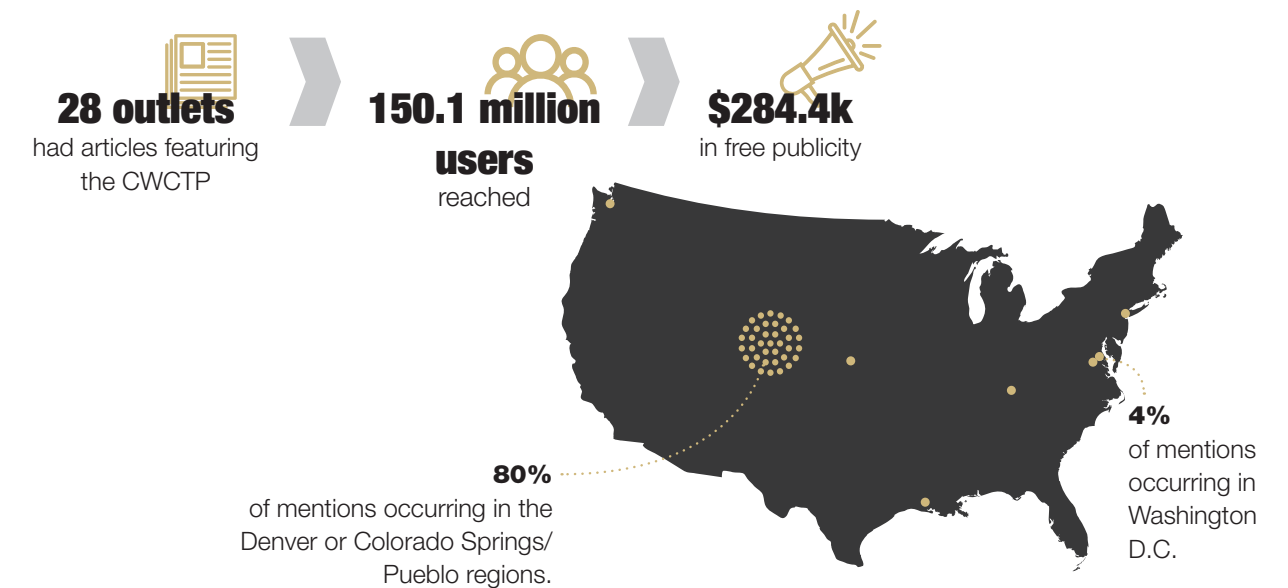 28 outlets
had articles featuring
the CWCTP
150.1 million
users
reached
$284.4k
in free publicity
80%
of mentions occurring in the
Denver or Colorado Springs/
Pueblo regions.
4%
of mentions
occurring in
Washington
D.C.